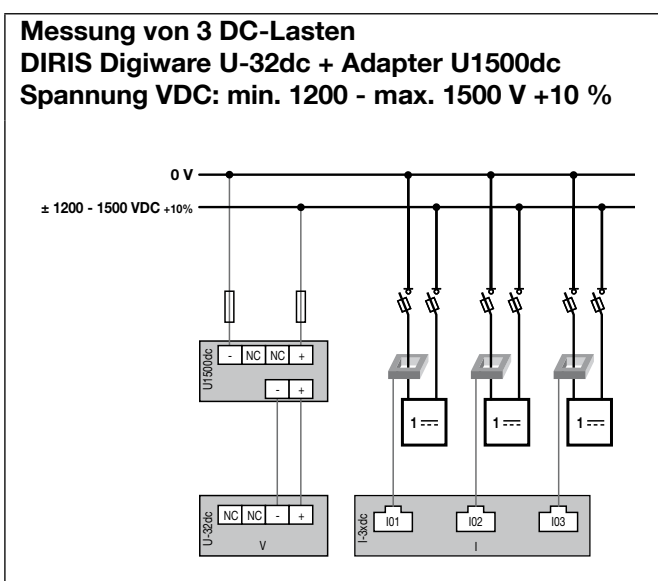 Messung von 3 DC-Lasten
DIRIS Digiware U-32dc + Adapter U1500dc
Spannung VDC: min. 1200 - max. 1500 V +10 %
0 V
± 1200 - 1500 VDC +10%
U1500dc
- NC NC +
- +
1
1
1
U-32dc
NC NC - +
V
I-3xdc
I01 I02 I03
I